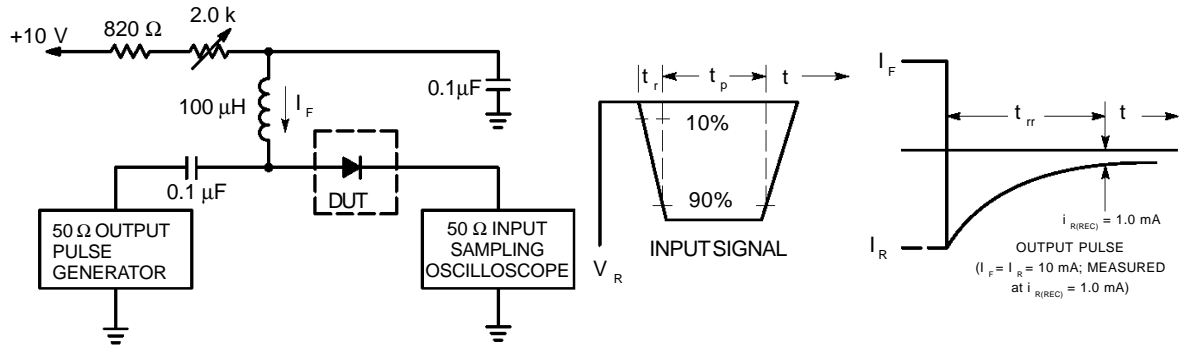 +10 V
820 Ω
2.0 k
100 µH
I F
0.1µF
0.1 µF
DUT
50 Ω OUTPUT
PULSE
GENERATOR
50 Ω INPUT
SAMPLING
OSCILLOSCOPE
t r
t p
t
10%
90%
V R
INPUT SIGNAL
I F
t rr
t
i R(REC) = 1.0 mA
I R
OUTPUT PULSE
(I F = I R = 10 mA; MEASURED
at i R(REC) = 1.0 mA)